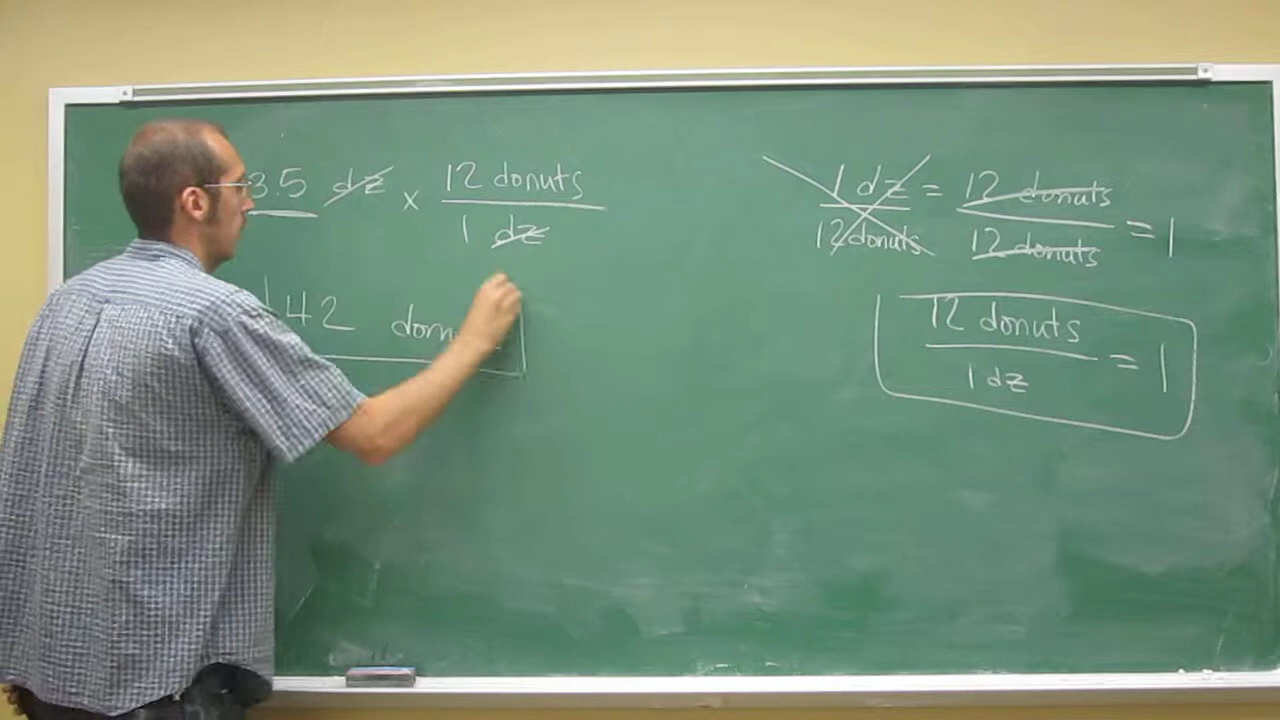 3.5 dz x 12 donuts
1 dz
42
1 dz = 12 donuts = 1
12 donuts 12 donuts
12 donuts = 1
1 dz